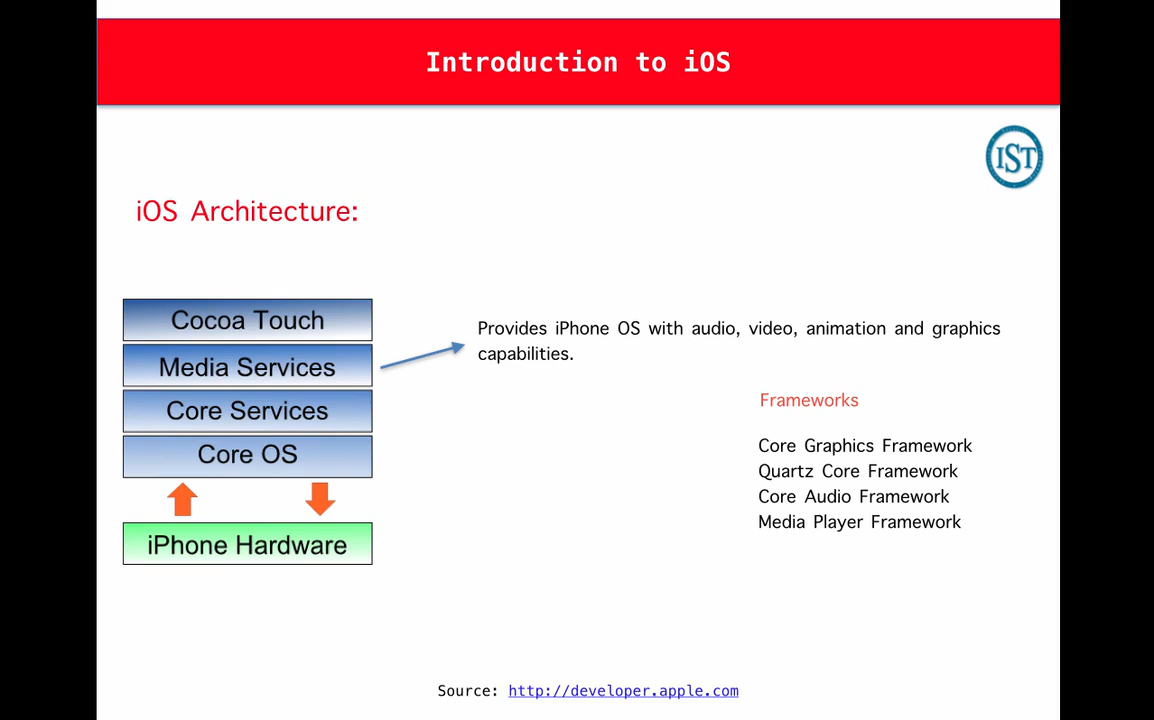 Introduction to iOS
IST
iOS Architecture:
Cocoa Touch
Media Services
Core Services
Core OS
iPhone Hardware
Provides iPhone OS with audio, video, animation and graphics
capabilities.
Frameworks
Core Graphics Framework
Quartz Core Framework
Core Audio Framework
Media Player Framework
Source: http://developer.apple.com